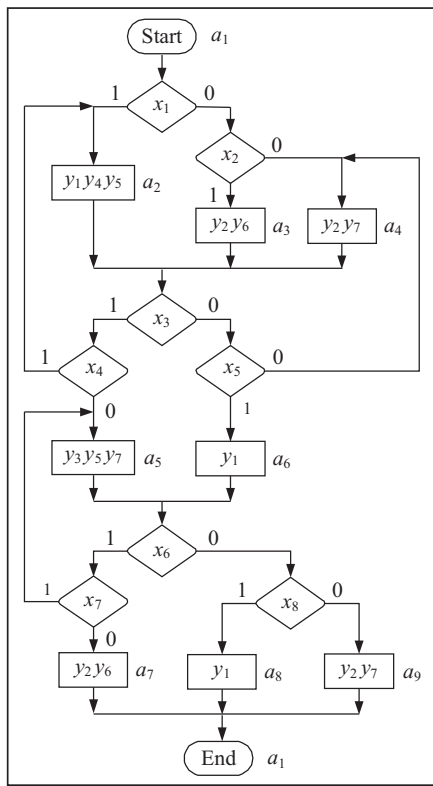 Start a₁
1 x₁ 0
x₂ 0
1
y₁y₄y₅ a₂
y₂y₆ a₃ y₂y₇ a₄
1 x₃ 0
1 x₄ x₅ 0
0 1
y₃y₅y₇ a₅ y₁ a₆
1 x₆ 0
1 x₇ 1 x₈ 0
0
y₂y₆ a₇ y₁ a₈ y₂y₇ a₉
End a₁